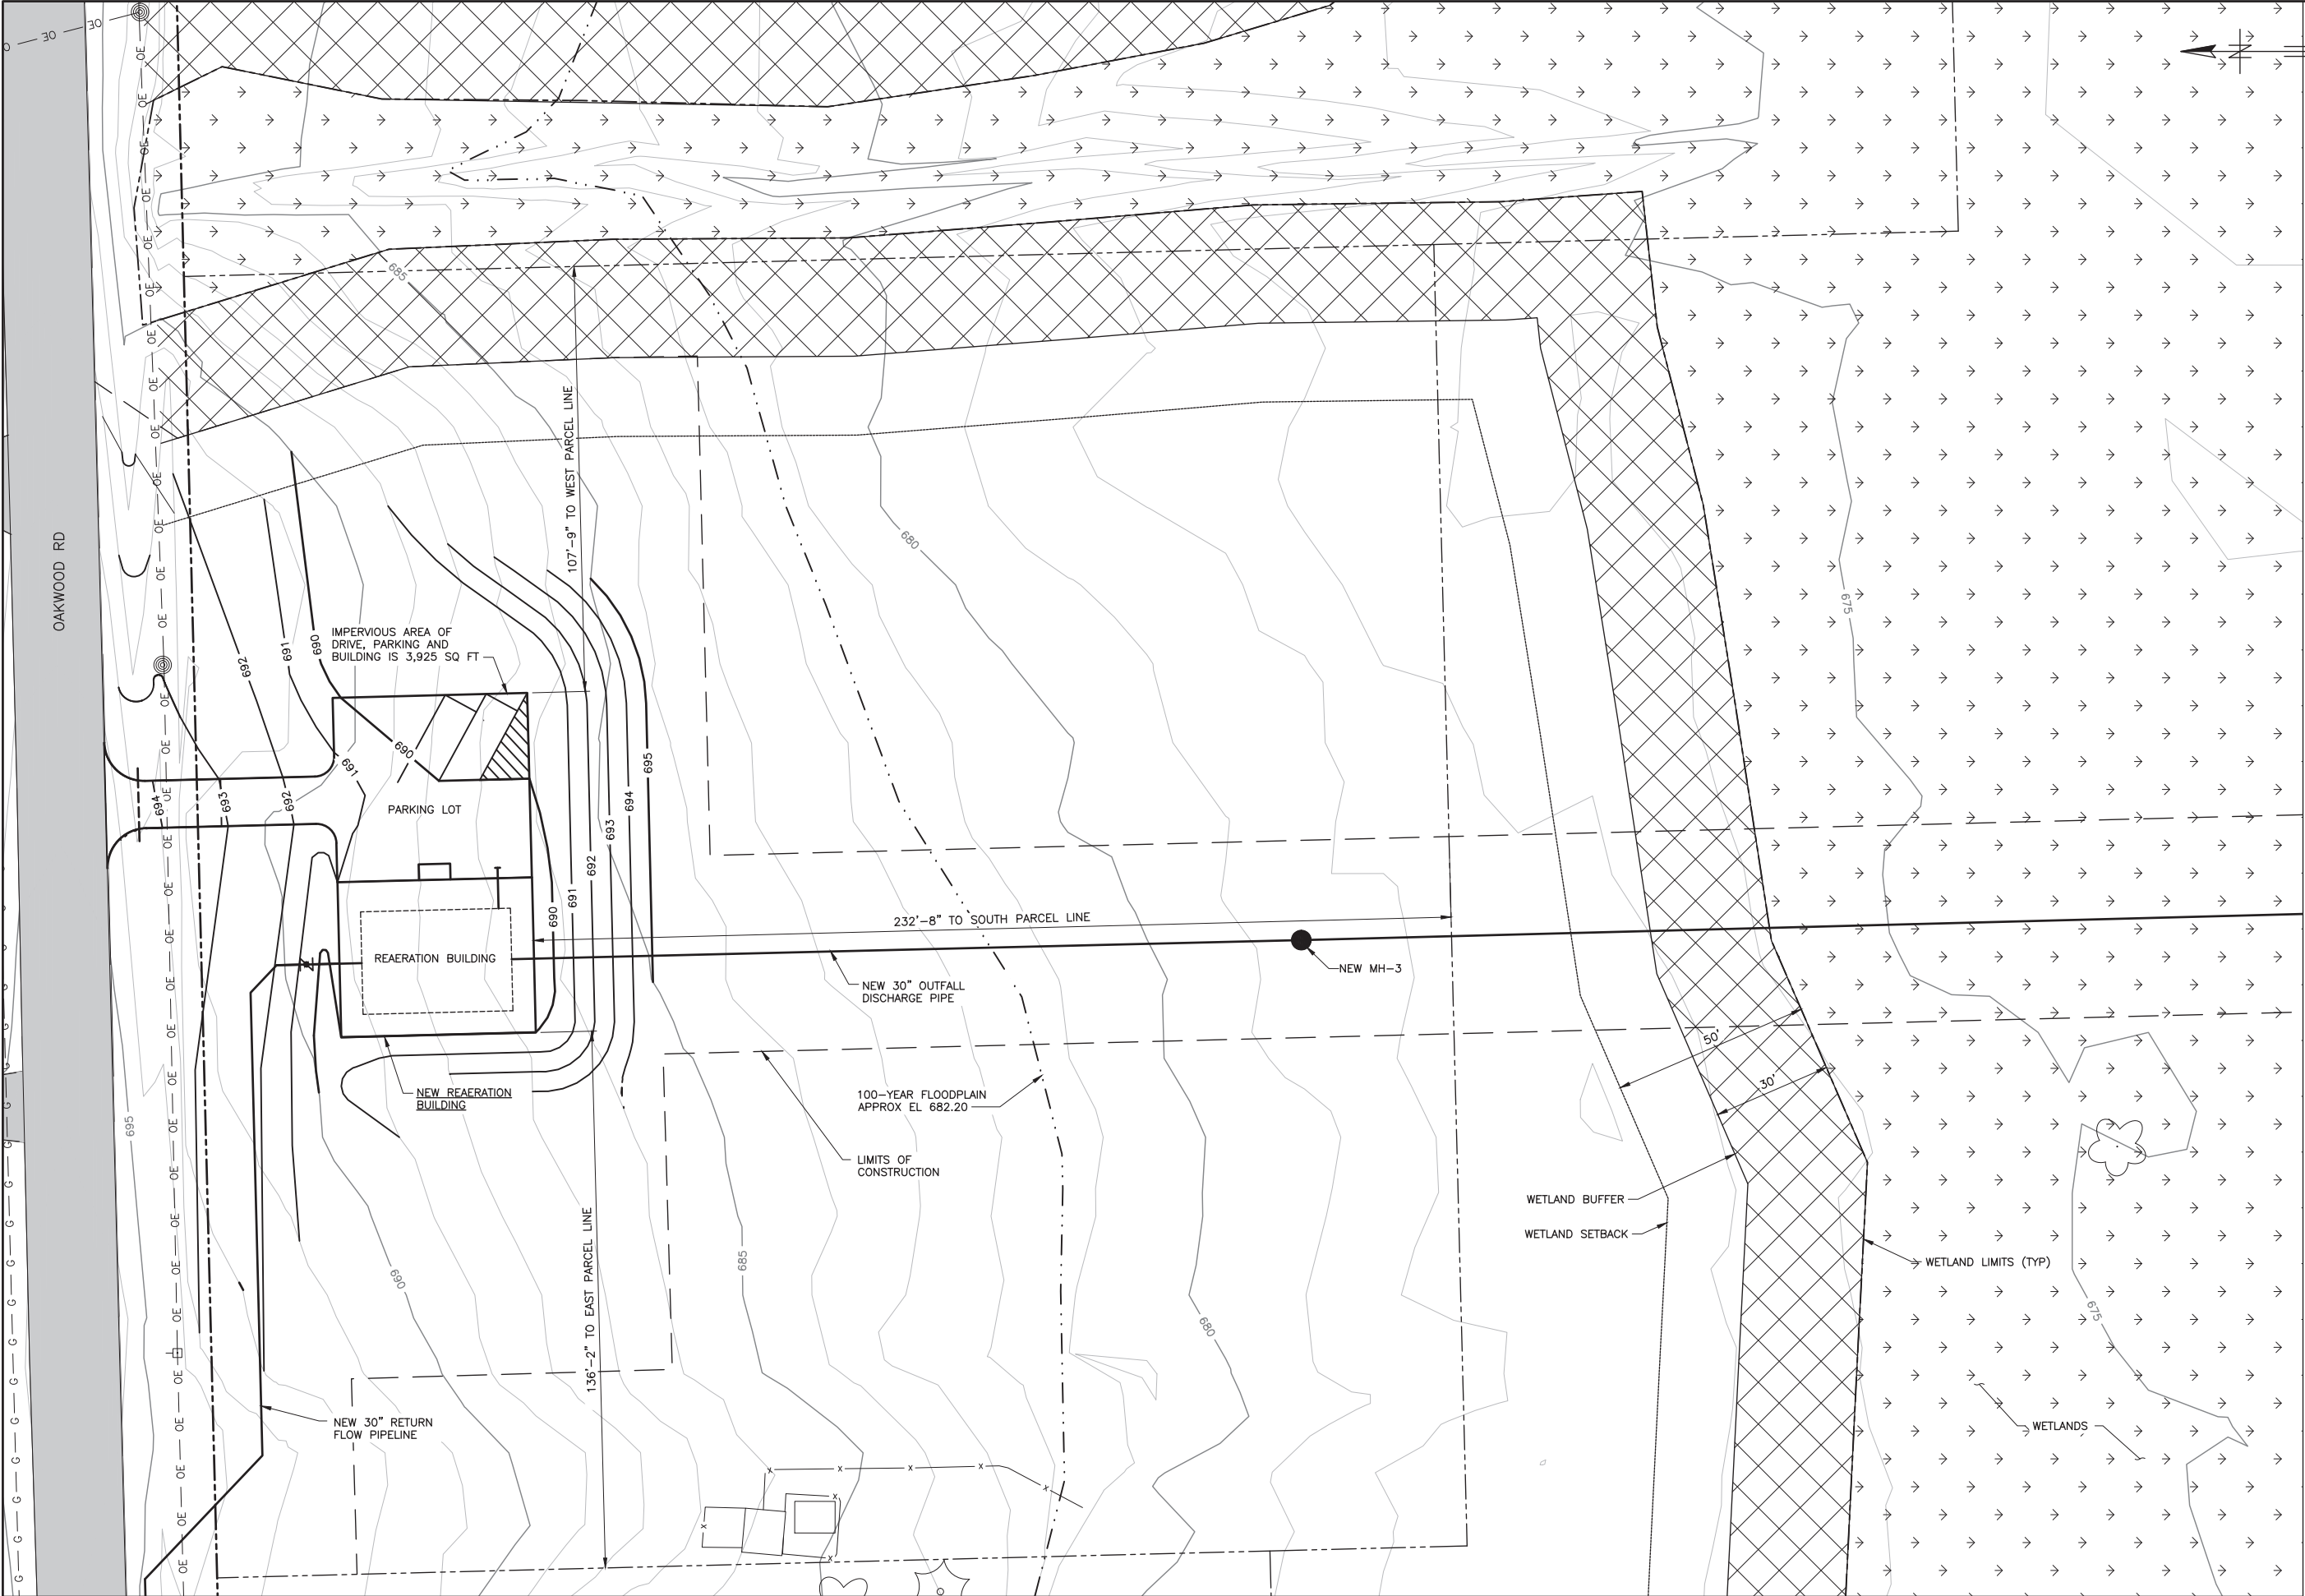 30
30
N
OE
685
OAKWOOD RD
107'-9" TO WEST PARCEL LINE
680
675
IMPERVIOUS AREA OF
DRIVE, PARKING AND
BUILDING IS 3,925 SQ FT
692
691
690
690
691
694
693
692
PARKING LOT
695
694
693
692
691
690
REAERATION BUILDING
232'-8" TO SOUTH PARCEL LINE
NEW MH-3
NEW 30" OUTFALL
DISCHARGE PIPE
50'
30'
NEW REAERATION
BUILDING
100-YEAR FLOODPLAIN
APPROX EL 682.20
695
LIMITS OF
CONSTRUCTION
WETLAND BUFFER
WETLAND SETBACK
WETLAND LIMITS (TYP)
690
685
680
675
136'-2" TO EAST PARCEL LINE
NEW 30" RETURN
FLOW PIPELINE
WETLANDS
G
X